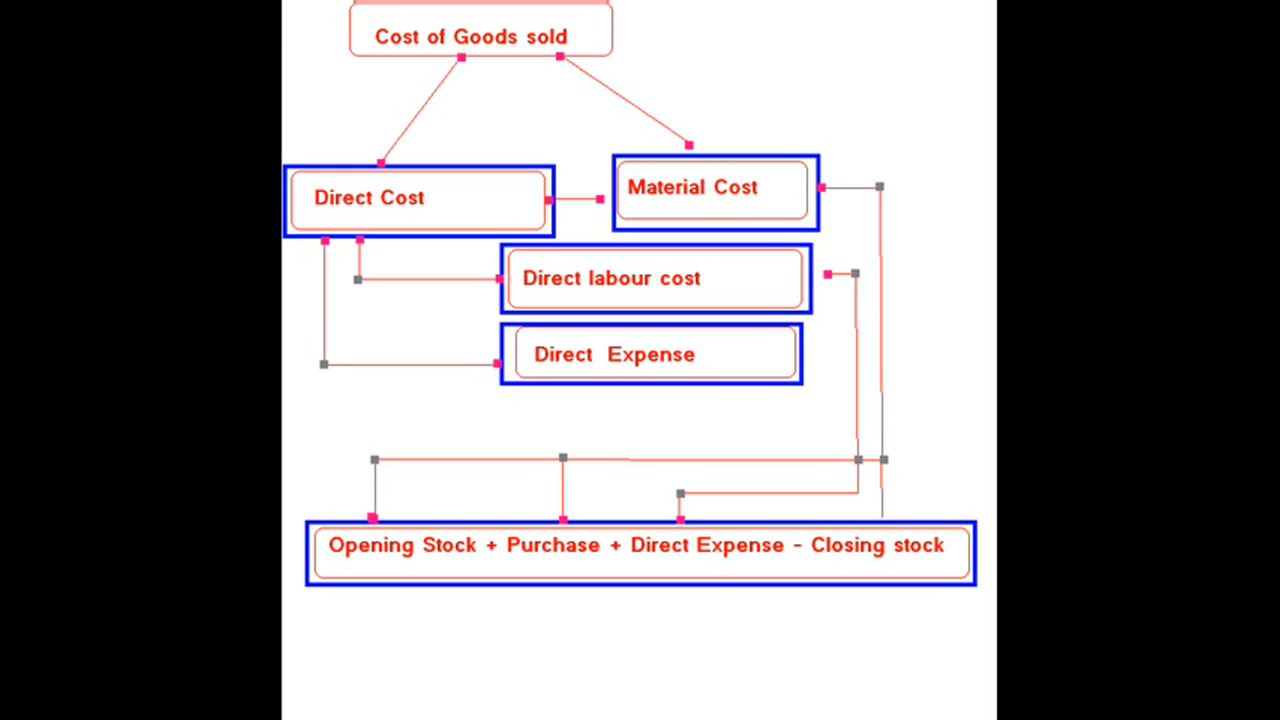 Cost of Goods sold
Direct Cost
Material Cost
Direct labour cost
Direct Expense
Opening Stock + Purchase + Direct Expense - Closing stock